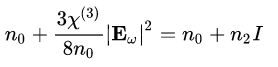 $n_0 + \frac{3\chi^{(3)}}{8n_0} |\mathbf{E}_\omega|^2 = n_0 + n_2 I$